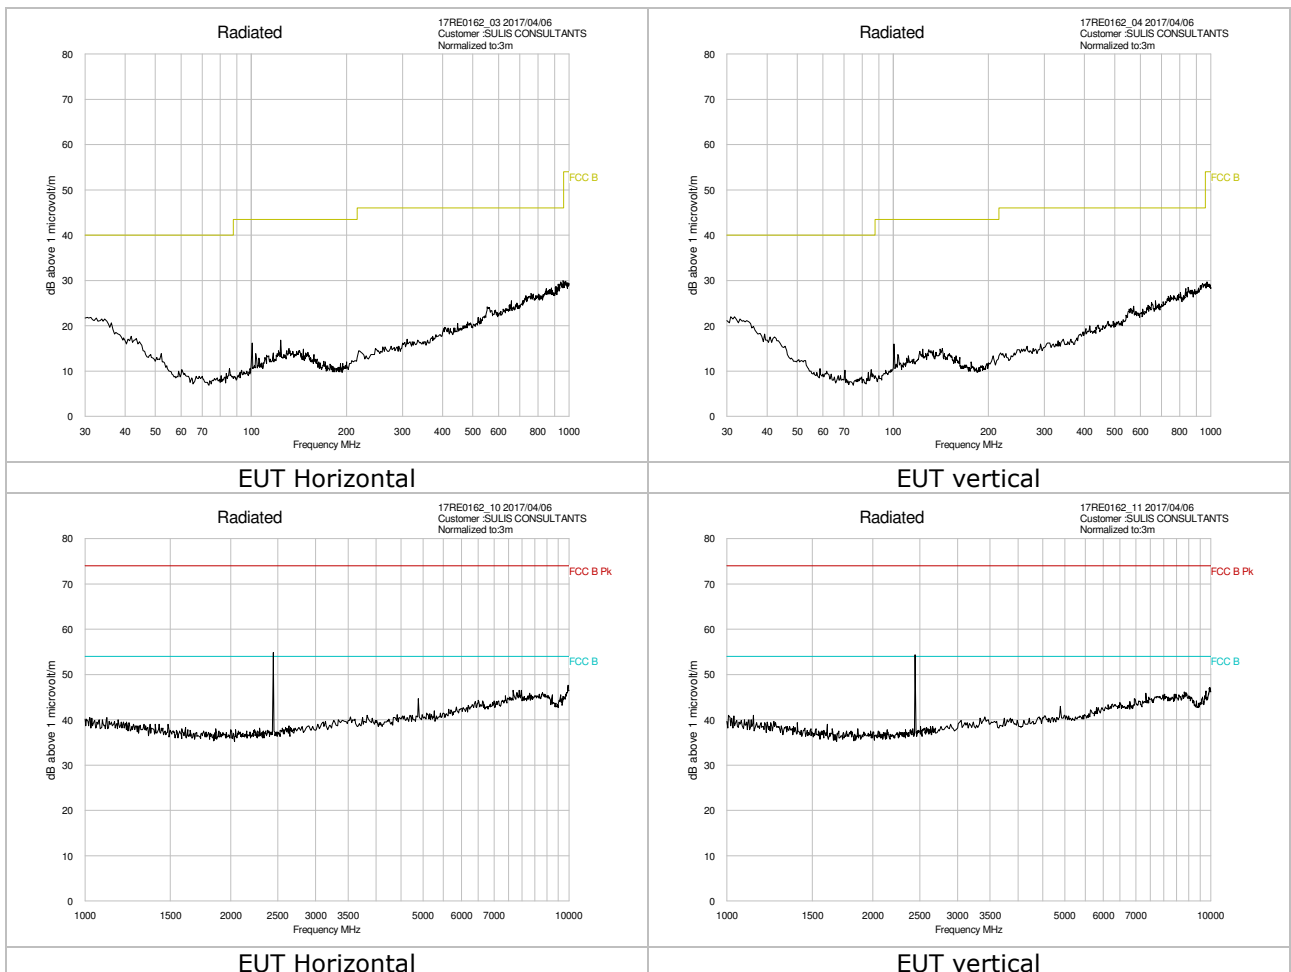 Radiated
17RE0162_03 2017/04/06
Customer :SULIS CONSULTANTS
Normalized to:3m
80
70
60
50
40
30
20
10
0
dB above 1 microvolt/m
FCC B
30 40 50 60 70 100 200 300 400 500 600 800 1000
Frequency MHz
EUT Horizontal
Radiated
17RE0162_04 2017/04/06
Customer :SULIS CONSULTANTS
Normalized to:3m
80
70
60
50
40
30
20
10
0
dB above 1 microvolt/m
FCC B
30 40 50 60 70 100 200 300 400 500 600 800 1000
Frequency MHz
EUT vertical
Radiated
17RE0162_10 2017/04/06
Customer :SULIS CONSULTANTS
Normalized to:3m
80
70
60
50
40
30
20
10
0
dB above 1 microvolt/m
FCC B Pk
FCC B
1000 1500 2000 2500 3000 3500 5000 6000 7000 10000
Frequency MHz
EUT Horizontal
Radiated
17RE0162_11 2017/04/06
Customer :SULIS CONSULTANTS
Normalized to:3m
80
70
60
50
40
30
20
10
0
dB above 1 microvolt/m
FCC B Pk
FCC B
1000 1500 2000 2500 3000 3500 5000 6000 7000 10000
Frequency MHz
EUT vertical